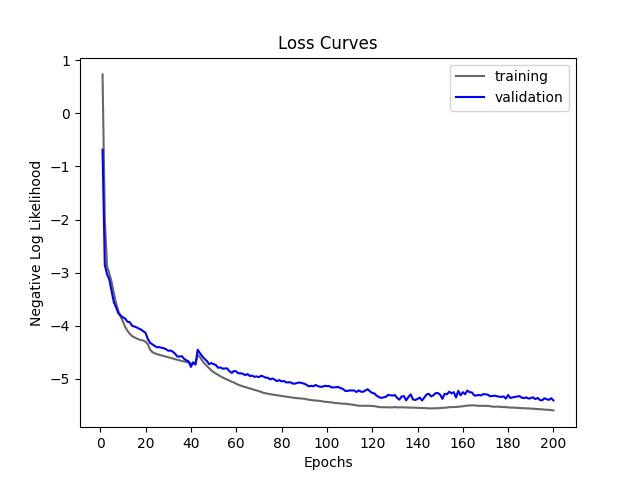 Loss Curves
training
validation
1
0
−1
−2
−3
−4
−5
Negative Log Likelihood
0 20 40 60 80 100 120 140 160 180 200
Epochs